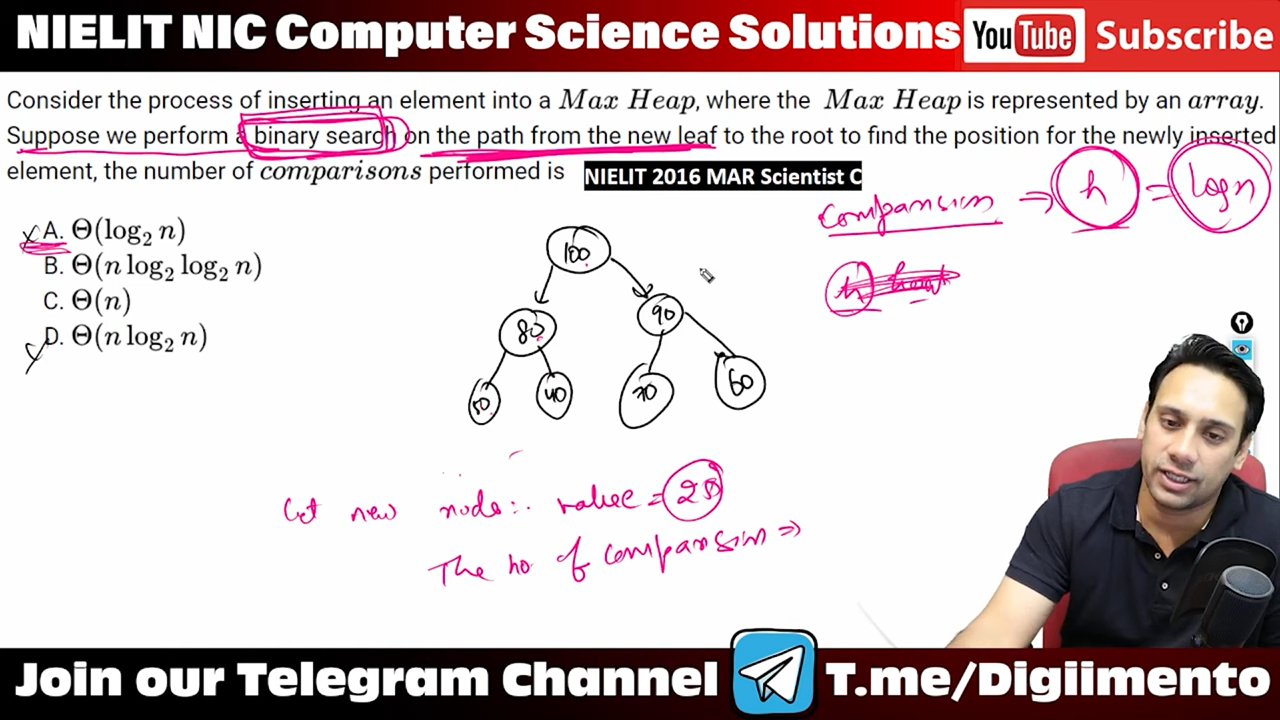 NIELIT NIC Computer Science Solutions YouTube Subscribe
Consider the process of inserting an element into a Max Heap, where the Max Heap is represented by an array.
Suppose we perform a binary search on the path from the new leaf to the root to find the position for the newly inserted
element, the number of comparisons performed is NIELIT 2016 MAR Scientist C
Comparison ⇒ h = logn
A. Θ(log₂ n)
B. Θ(n log₂ log₂ n)
C. Θ(n)
D. Θ(n log₂ n)
100
80 90
50 40 70 60
Let new node: value = 25
The no of comparison ⇒
Join our Telegram Channel T.me/Digiimento